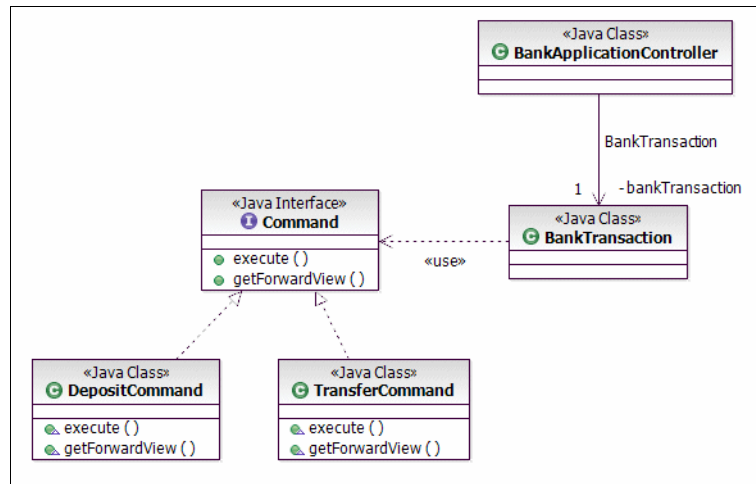 «Java Class»
BankApplicationController
BankTransaction
1 -bankTransaction
«Java Interface»
Command
execute ( )
getForwardView ( )
«use»
«Java Class»
BankTransaction
«Java Class»
DepositCommand
execute ( )
getForwardView ( )
«Java Class»
TransferCommand
execute ( )
getForwardView ( )